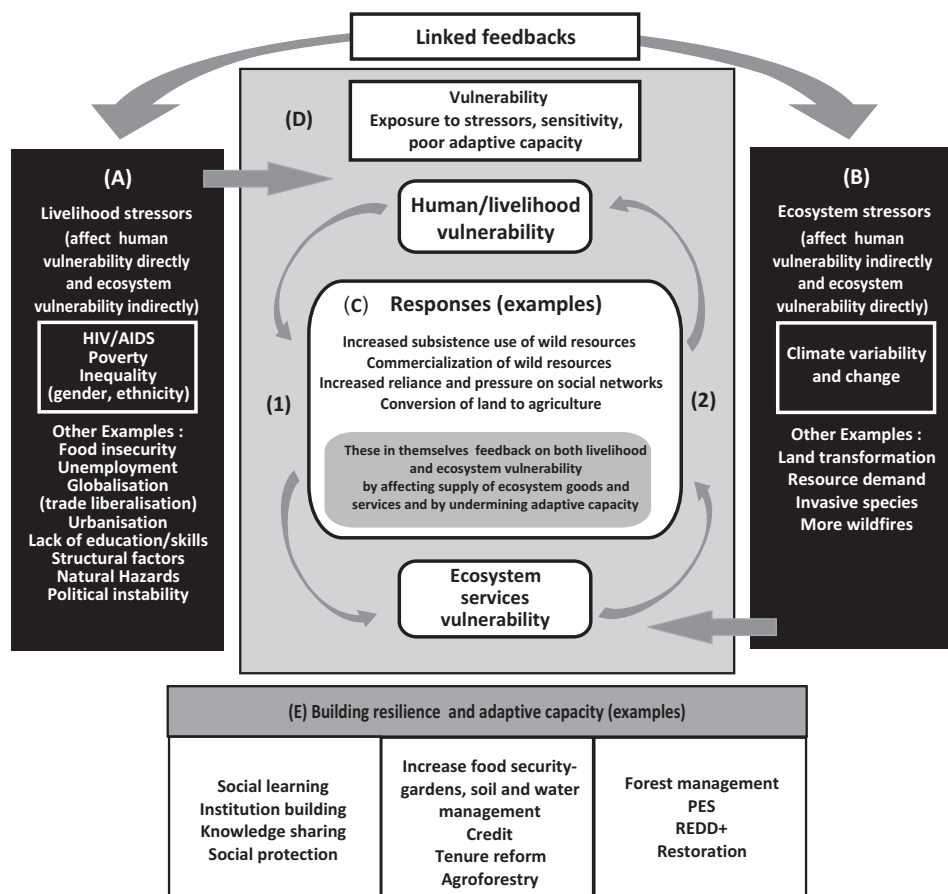 Linked feedbacks
(D)
Vulnerability
Exposure to stressors, sensitivity,
poor adaptive capacity
(A)
Livelihood stressors
(affect human
vulnerability directly
and ecosystem
vulnerability indirectly)
HIV/AIDS
Poverty
Inequality
(gender, ethnicity)
Other Examples :
Food insecurity
Unemployment
Globalisation
(trade liberalisation)
Urbanisation
Lack of education/skills
Structural factors
Natural Hazards
Political instability
Human/livelihood
vulnerability
(C) Responses (examples)
Increased subsistence use of wild resources
Commercialization of wild resources
Increased reliance and pressure on social networks
Conversion of land to agriculture
These in themselves feedback on both livelihood
and ecosystem vulnerability
by affecting supply of ecosystem goods and
services and by undermining adaptive capacity
(1)
(2)
Ecosystem
services
vulnerability
(B)
Ecosystem stressors
(affect human
vulnerability indirectly
and ecosystem
vulnerability directly)
Climate variability
and change
Other Examples :
Land transformation
Resource demand
Invasive species
More wildfires
(E) Building resilience and adaptive capacity (examples)
Social learning
Institution building
Knowledge sharing
Social protection
Increase food security-
gardens, soil and water
management
Credit
Tenure reform
Agroforestry
Forest management
PES
REDD+
Restoration